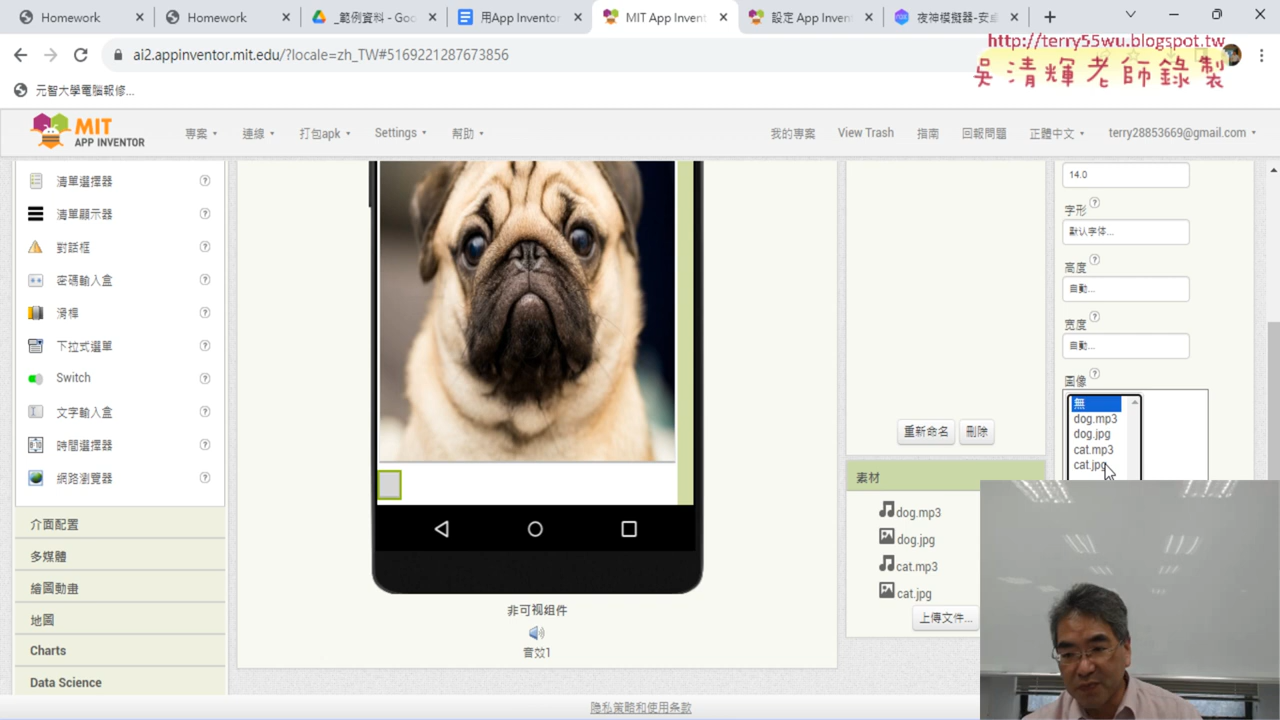 Homework
Homework
_範例資料 - Goo
用App Inventor
MIT App Invent
設定 App Inven
夜神模擬器-安卓
ai2.appinventor.mit.edu/?locale=zh_TW#5169221287673856
http://terry55wu.blogspot.tw
吳清輝老師錄製
元智大學電腦報修...
MIT
APP INVENTOR
專案
連線
打包apk
Settings
幫助
我的專案
View Trash
指南
回報問題
正體中文
terry28853669@gmail.com
清單選擇器
清單顯示器
對話框
密碼輸入盒
滑桿
下拉式選單
Switch
文字輸入盒
時間選擇器
網路瀏覽器
介面配置
多媒體
繪圖動畫
地圖
Charts
Data Science
非可視组件
音效1
重新命名
刪除
素材
dog.mp3
dog.jpg
cat.mp3
cat.jpg
上傳文件...
14.0
字形
默认字体...
高度
自動...
宽度
自動...
圖像
無
dog.mp3
dog.jpg
cat.mp3
cat.jpg
隐私策略和使用条款